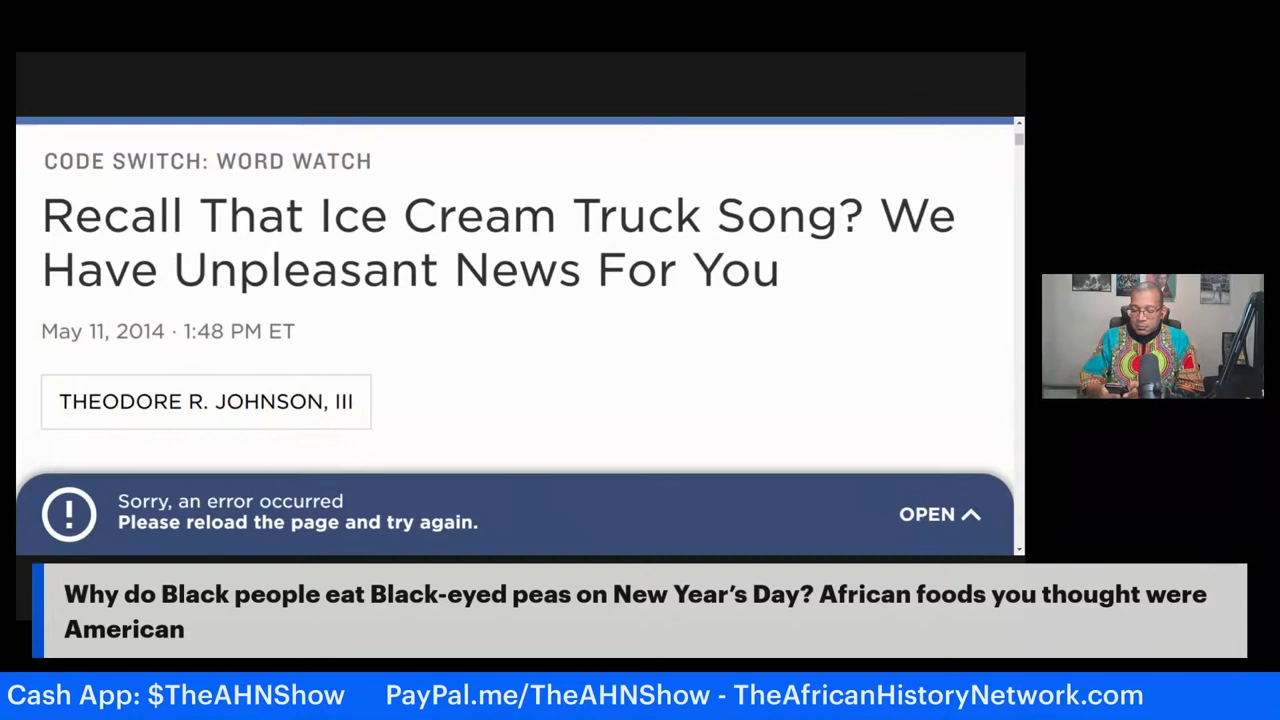 CODE SWITCH: WORD WATCH
Recall That Ice Cream Truck Song? We
Have Unpleasant News For You
May 11, 2014 · 1:48 PM ET
THEODORE R. JOHNSON, III
Sorry, an error occurred
Please reload the page and try again.
OPEN
Why do Black people eat Black-eyed peas on New Year’s Day? African foods you thought were
American
Cash App: $TheAHNShow PayPal.me/TheAHNShow - TheAfricanHistoryNetwork.com